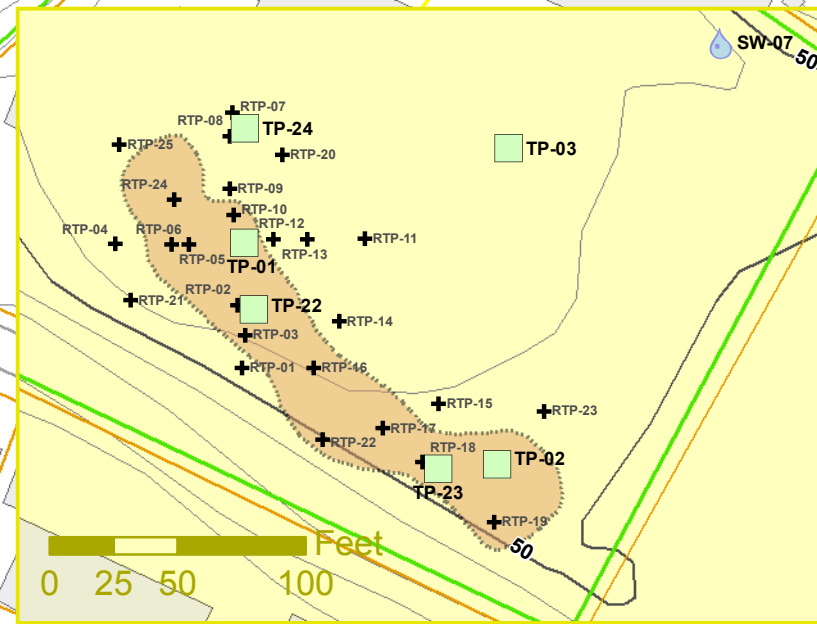 SW-07
50
RTP-07
RTP-08
TP-24
RTP-25
RTP-20
TP-03
RTP-24
RTP-09
RTP-10
RTP-04
RTP-06
RTP-12
RTP-11
RTP-05
RTP-13
TP-01
RTP-02
RTP-21
TP-22
RTP-14
RTP-03
RTP-01
RTP-16
RTP-15
RTP-23
RTP-17
RTP-22
RTP-18
TP-02
TP-23
RTP-19
50
Feet
0 25 50 100